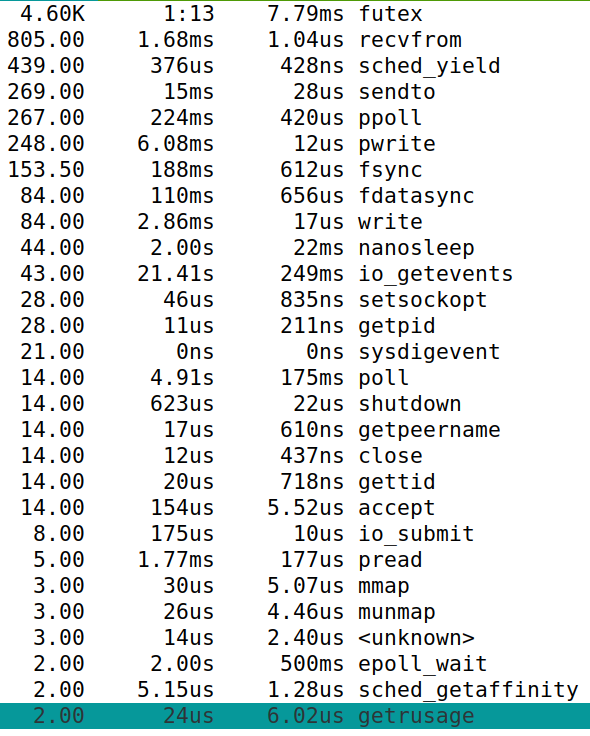 4.60K 1:13 7.79ms futex
805.00 1.68ms 1.04us recvfrom
439.00 376us 428ns sched_yield
269.00 15ms 28us sendto
267.00 224ms 420us ppoll
248.00 6.08ms 12us pwrite
153.50 188ms 612us fsync
84.00 110ms 656us fdatasync
84.00 2.86ms 17us write
44.00 2.00s 22ms nanosleep
43.00 21.41s 249ms io_getevents
28.00 46us 835ns setsockopt
28.00 11us 211ns getpid
21.00 0ns 0ns sysdigevent
14.00 4.91s 175ms poll
14.00 623us 22us shutdown
14.00 17us 610ns getpeername
14.00 12us 437ns close
14.00 20us 718ns gettid
14.00 154us 5.52us accept
8.00 175us 10us io_submit
5.00 1.77ms 177us pread
3.00 30us 5.07us mmap
3.00 26us 4.46us munmap
3.00 14us 2.40us <unknown>
2.00 2.00s 500ms epoll_wait
2.00 5.15us 1.28us sched_getaffinity
2.00 24us 6.02us getrusage